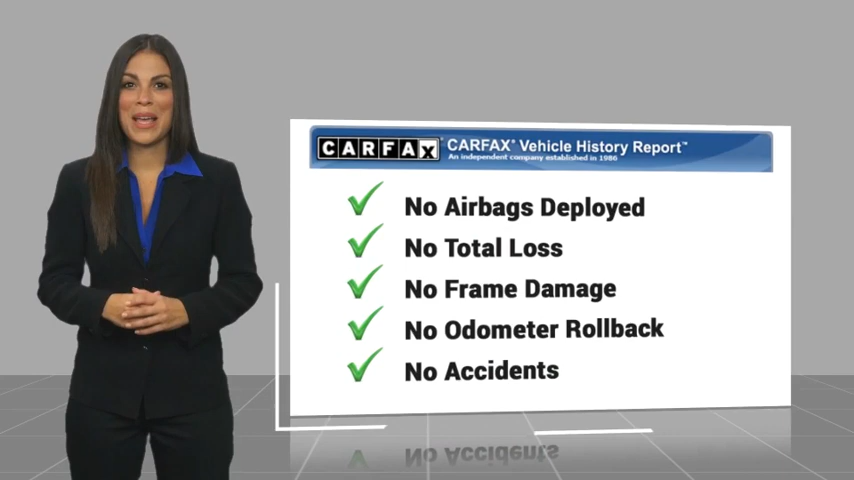 CARFAX CARFAX® Vehicle History Report™
An independent company established in 1986
No Airbags Deployed
No Total Loss
No Frame Damage
No Odometer Rollback
No Accidents
No Accidents